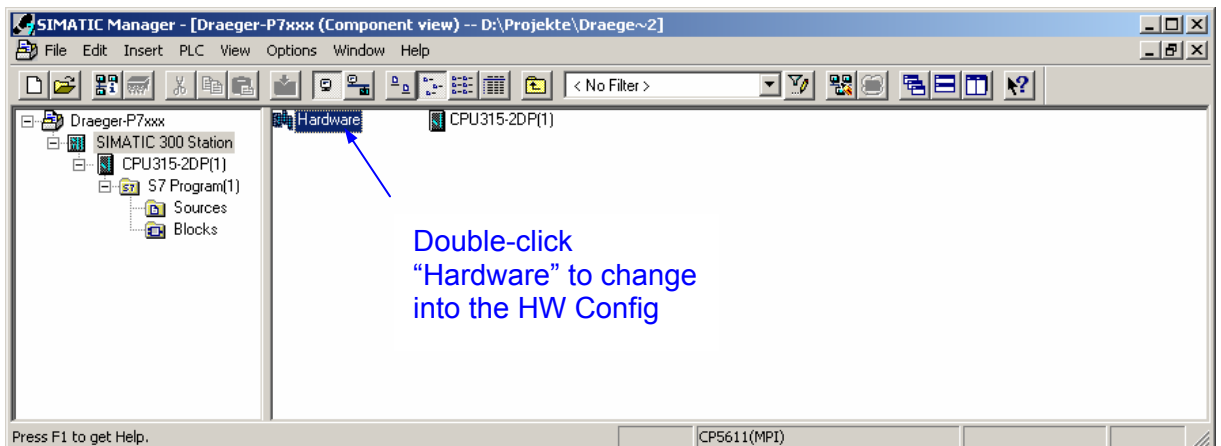 SIMATIC Manager - [Draeger-P7xxx (Component view) -- D:\Projekte\Draege~2]
File Edit Insert PLC View Options Window Help
< No Filter >
Draeger-P7xxx
SIMATIC 300 Station
CPU315-2DP(1)
S7 Program(1)
Sources
Blocks
Hardware CPU315-2DP(1)
Double-click
“Hardware” to change
into the HW Config
Press F1 to get Help. CP5611(MPI)